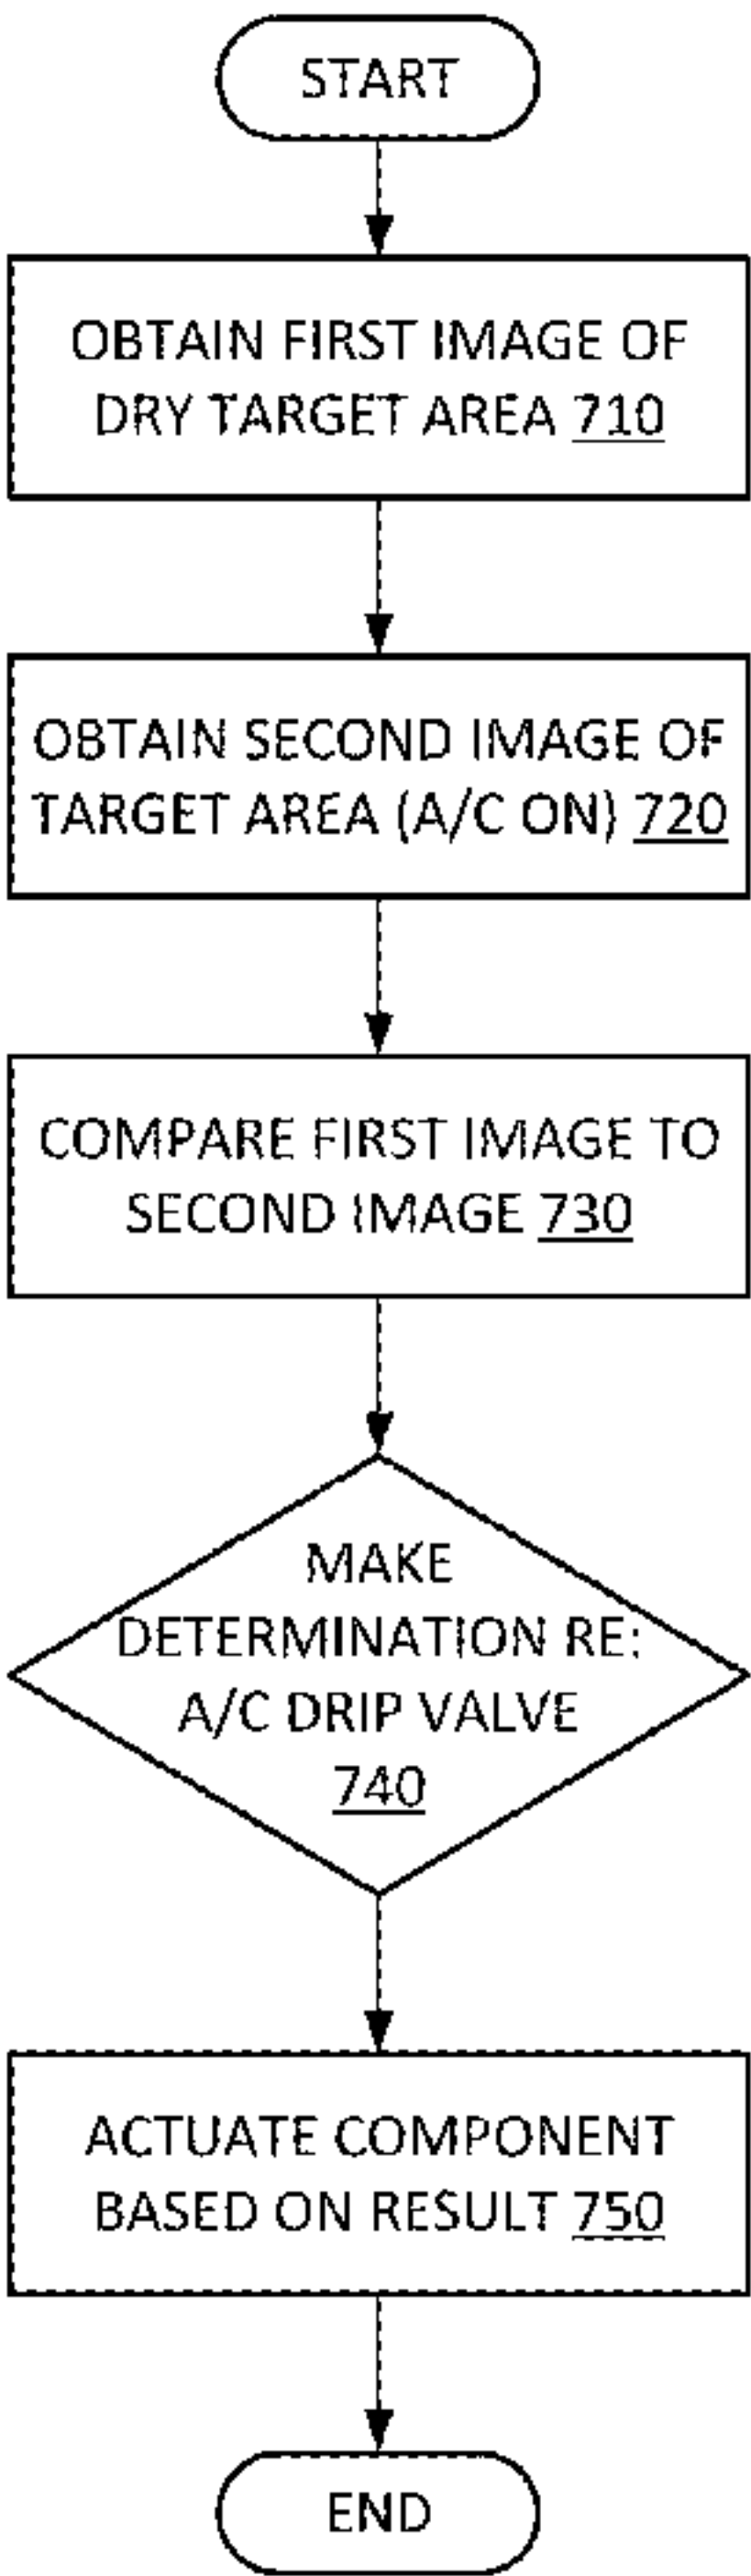 START
OBTAIN FIRST IMAGE OF
DRY TARGET AREA 710
OBTAIN SECOND IMAGE OF
TARGET AREA (A/C ON) 720
COMPARE FIRST IMAGE TO
SECOND IMAGE 730
MAKE
DETERMINATION RE:
A/C DRIP VALVE
740
ACTUATE COMPONENT
BASED ON RESULT 750
END